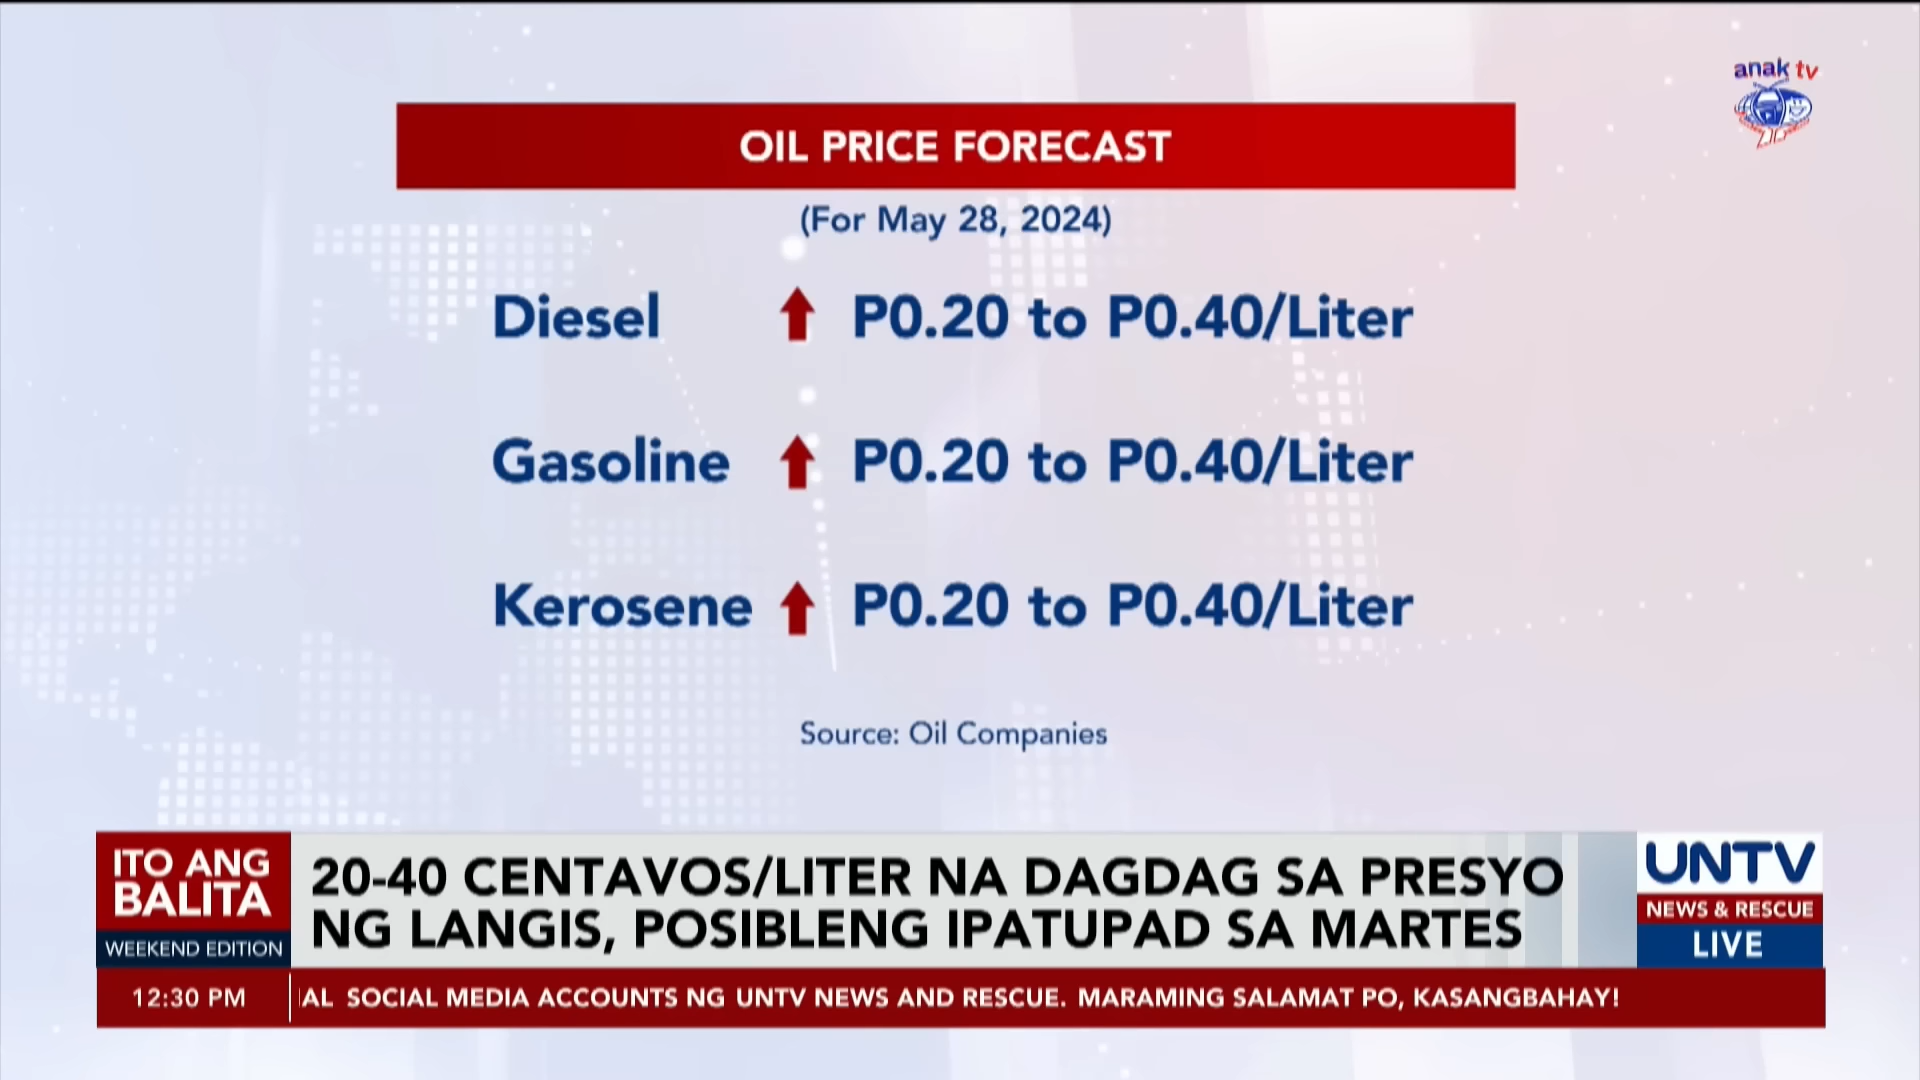 anak tv
OIL PRICE FORECAST
(For May 28, 2024)
Diesel P0.20 to P0.40/Liter
Gasoline P0.20 to P0.40/Liter
Kerosene P0.20 to P0.40/Liter
Source: Oil Companies
ITO ANG
BALITA
WEEKEND EDITION
20-40 CENTAVOS/LITER NA DAGDAG SA PRESYO
NG LANGIS, POSIBLENG IPATUPAD SA MARTES
UNTV
NEWS & RESCUE
LIVE
12:30 PM
AL SOCIAL MEDIA ACCOUNTS NG UNTV NEWS AND RESCUE. MARAMING SALAMAT PO, KASANGBAHAY!